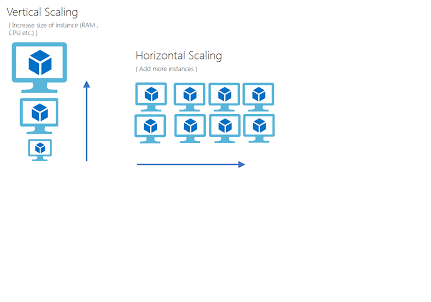 Vertical Scaling
( Increase size of instance (RAM ,
CPU etc.) )
Horizontal Scaling
( Add more instances )